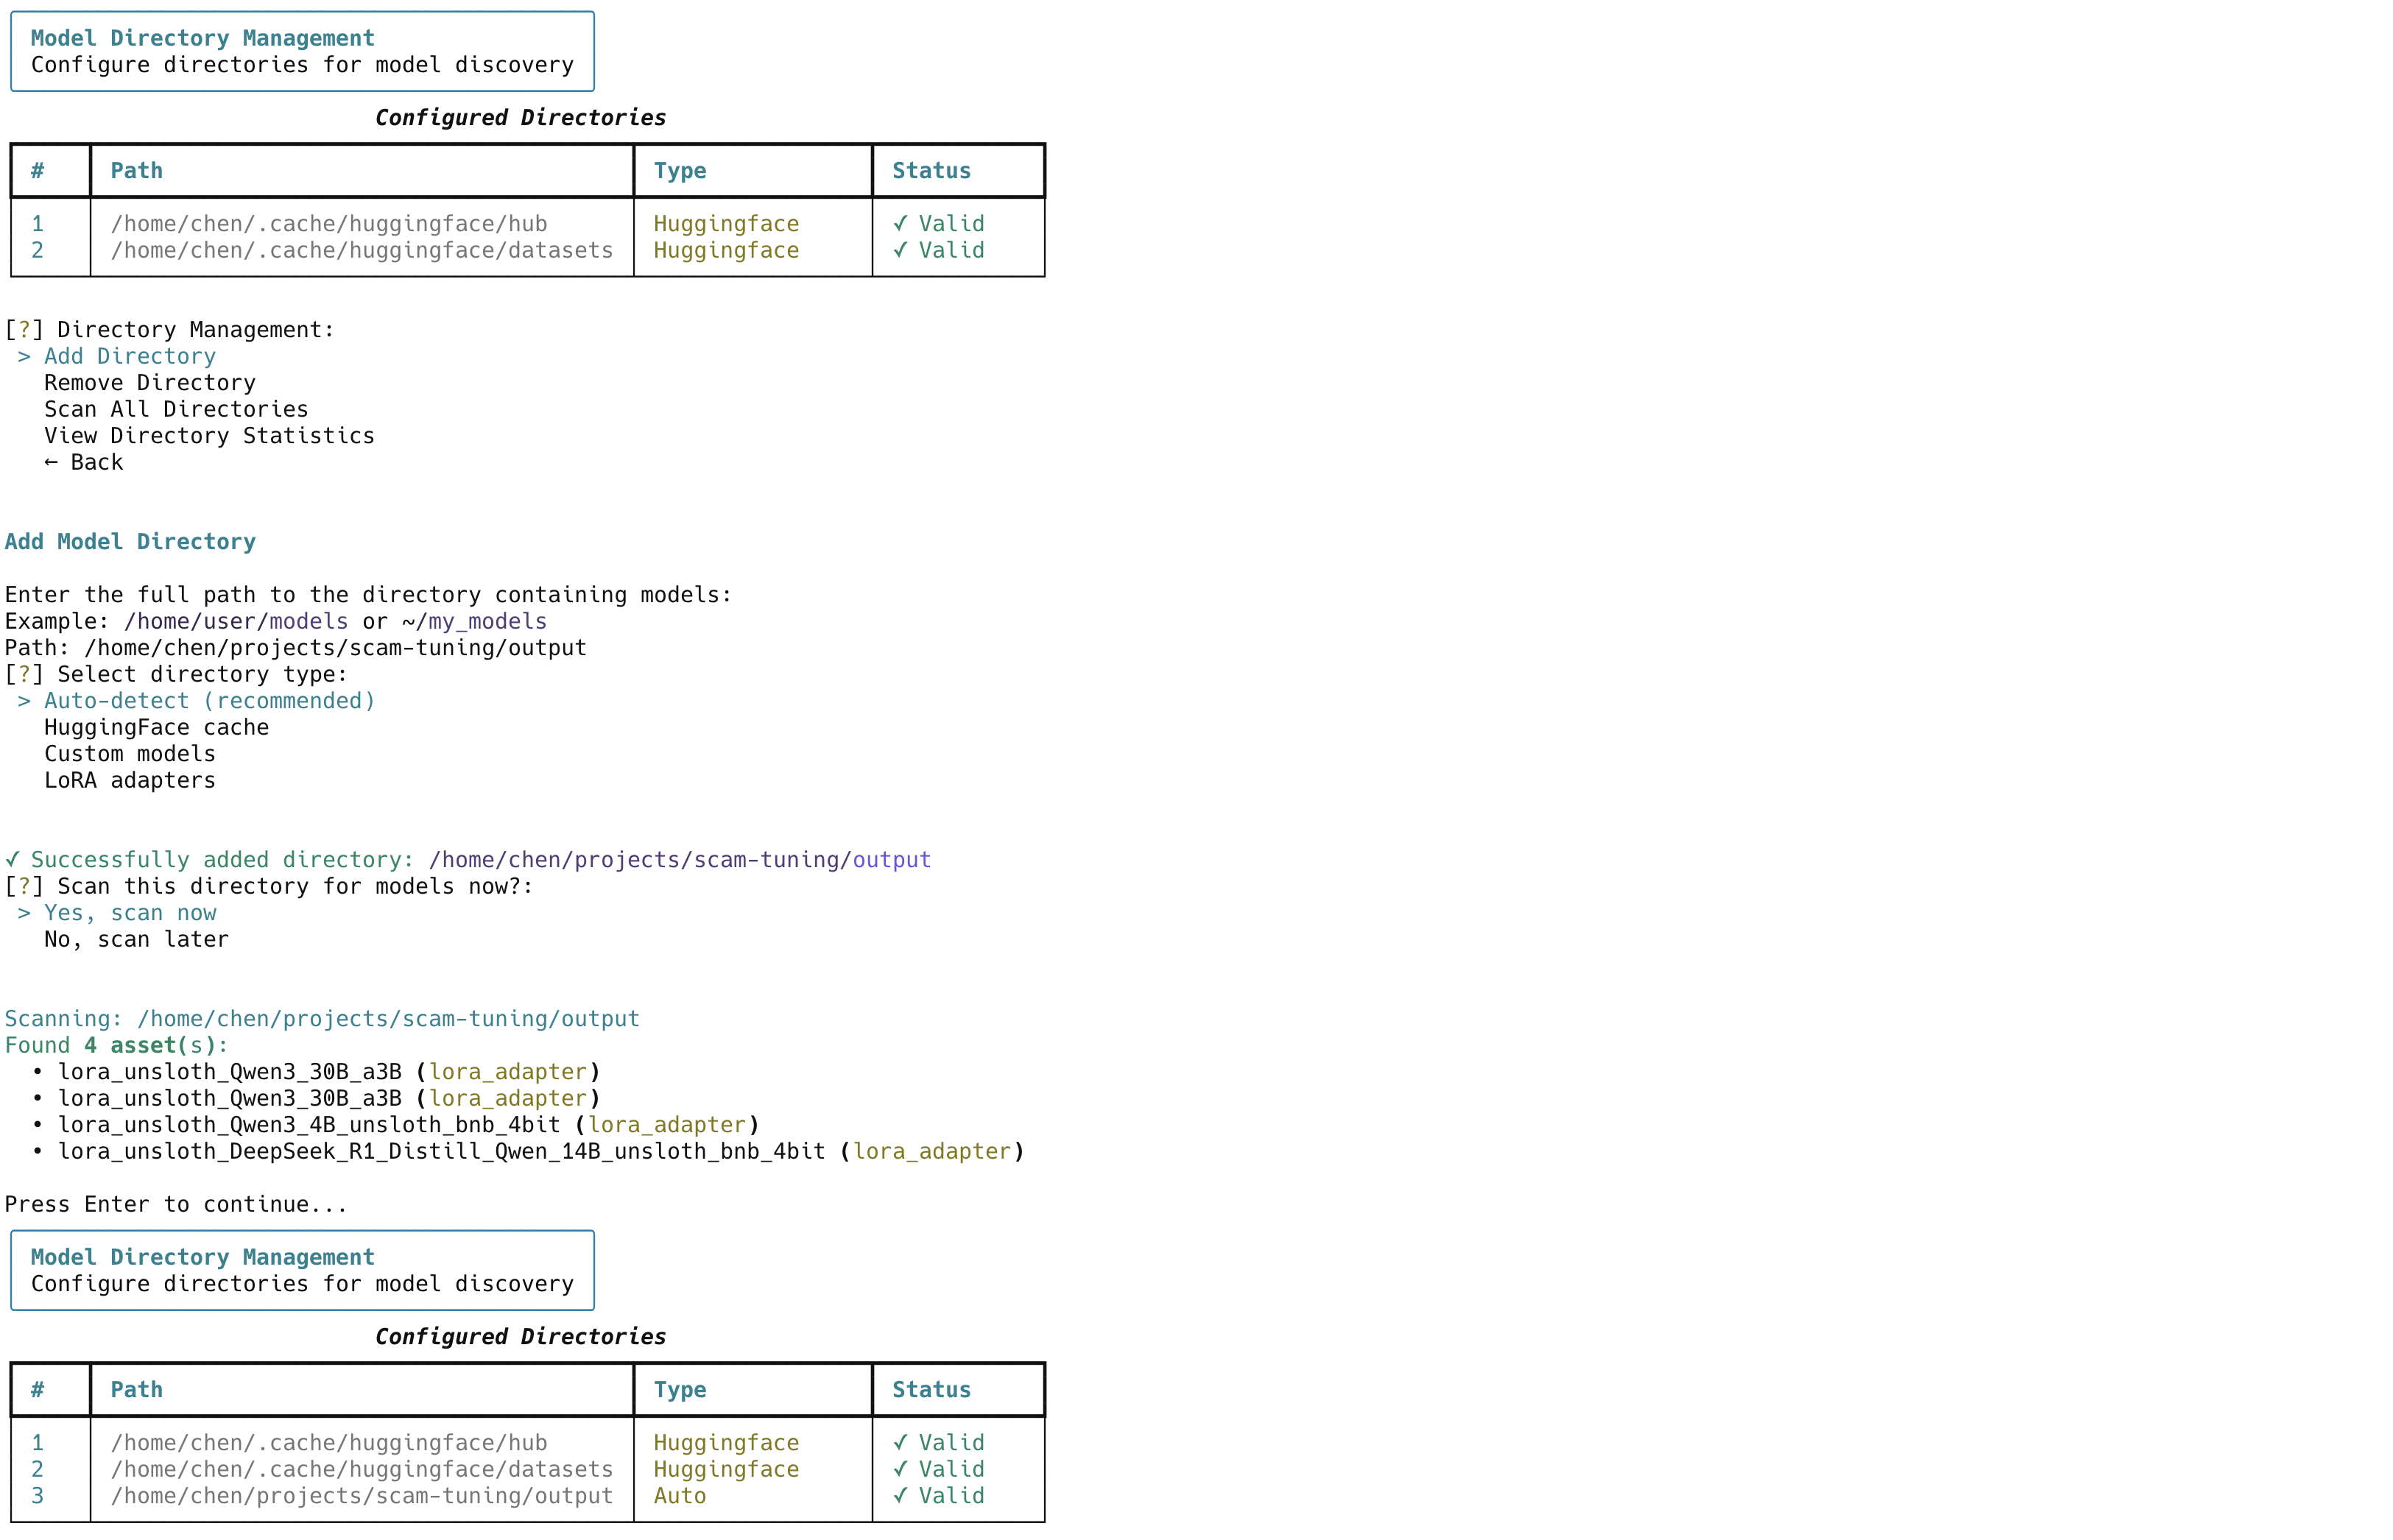 Model Directory Management
Configure directories for model discovery
Configured Directories
# Path Type Status
1 /home/chen/.cache/huggingface/hub Huggingface ✓ Valid
2 /home/chen/.cache/huggingface/datasets Huggingface ✓ Valid
[?] Directory Management:
> Add Directory
Remove Directory
Scan All Directories
View Directory Statistics
← Back
Add Model Directory
Enter the full path to the directory containing models:
Example: /home/user/models or ~/my_models
Path: /home/chen/projects/scam-tuning/output
[?] Select directory type:
> Auto-detect (recommended)
HuggingFace cache
Custom models
LoRA adapters
✓ Successfully added directory: /home/chen/projects/scam-tuning/output
[?] Scan this directory for models now?:
> Yes, scan now
No, scan later
Scanning: /home/chen/projects/scam-tuning/output
Found 4 asset(s):
• lora_unsloth_Qwen3_30B_a3B (lora_adapter)
• lora_unsloth_Qwen3_30B_a3B (lora_adapter)
• lora_unsloth_Qwen3_4B_unsloth_bnb_4bit (lora_adapter)
• lora_unsloth_DeepSeek_R1_Distill_Qwen_14B_unsloth_bnb_4bit (lora_adapter)
Press Enter to continue...
Model Directory Management
Configure directories for model discovery
Configured Directories
# Path Type Status
1 /home/chen/.cache/huggingface/hub Huggingface ✓ Valid
2 /home/chen/.cache/huggingface/datasets Huggingface ✓ Valid
3 /home/chen/projects/scam-tuning/output Auto ✓ Valid